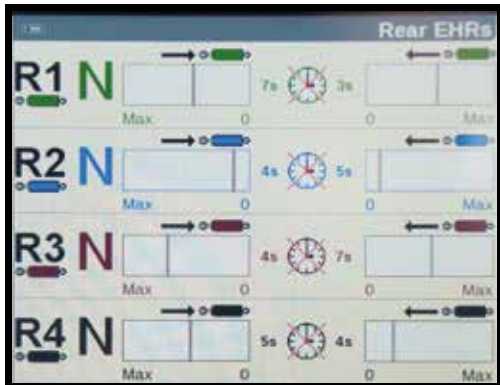 Rear EHRs
R1 N 7s 3s
Max 0 0 Max
R2 N 4s 5s
Max 0 0 Max
R3 N 4s 7s
Max 0 0 Max
R4 N 5s 4s
Max 0 0 Max